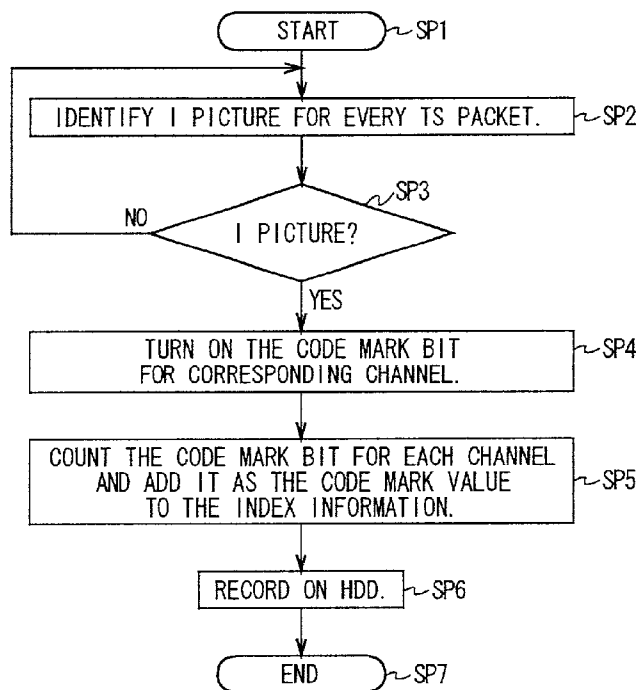 START SP1
IDENTIFY I PICTURE FOR EVERY TS PACKET. SP2
SP3
NO
I PICTURE?
YES
TURN ON THE CODE MARK BIT
FOR CORRESPONDING CHANNEL. SP4
COUNT THE CODE MARK BIT FOR EACH CHANNEL
AND ADD IT AS THE CODE MARK VALUE SP5
TO THE INDEX INFORMATION.
RECORD ON HDD. SP6
END SP7